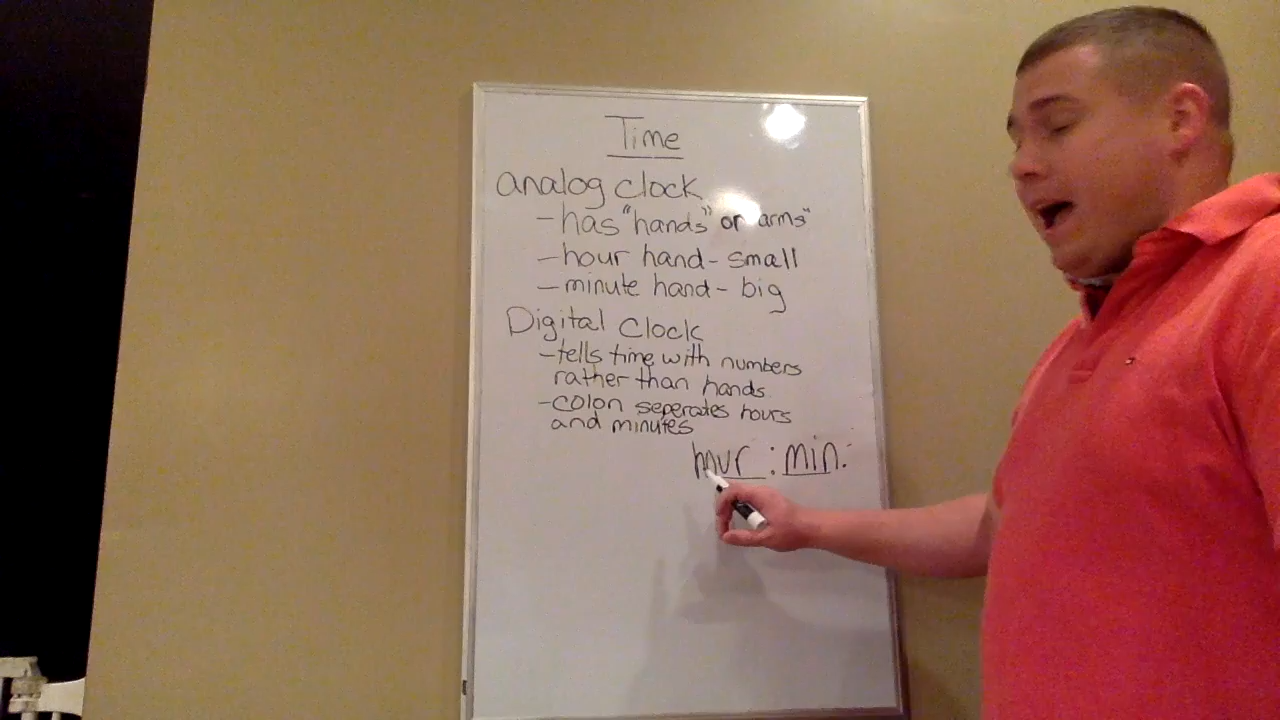 Time
analog clock
-has "hands" or "arms"
-hour hand - small
-minute hand - big
Digital Clock
-tells time with numbers
rather than hands
-colon seperates hours
and minutes
hour : min.